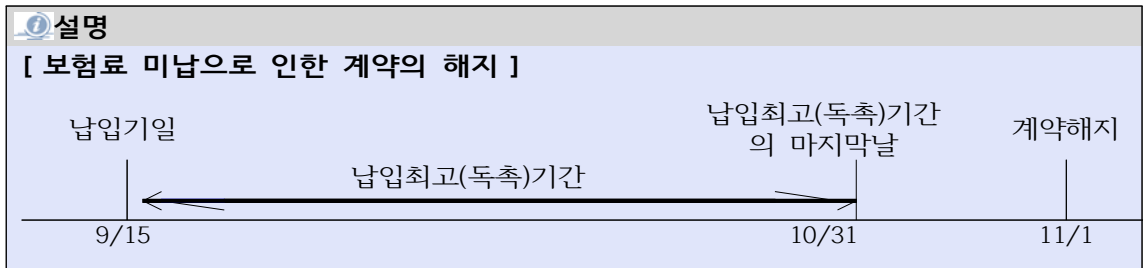 설명
[ 보험료 미납으로 인한 계약의 해지 ]
납입기일
납입최고(독촉)기간
납입최고(독촉)기간
의 마지막날
계약해지
9/15
10/31
11/1